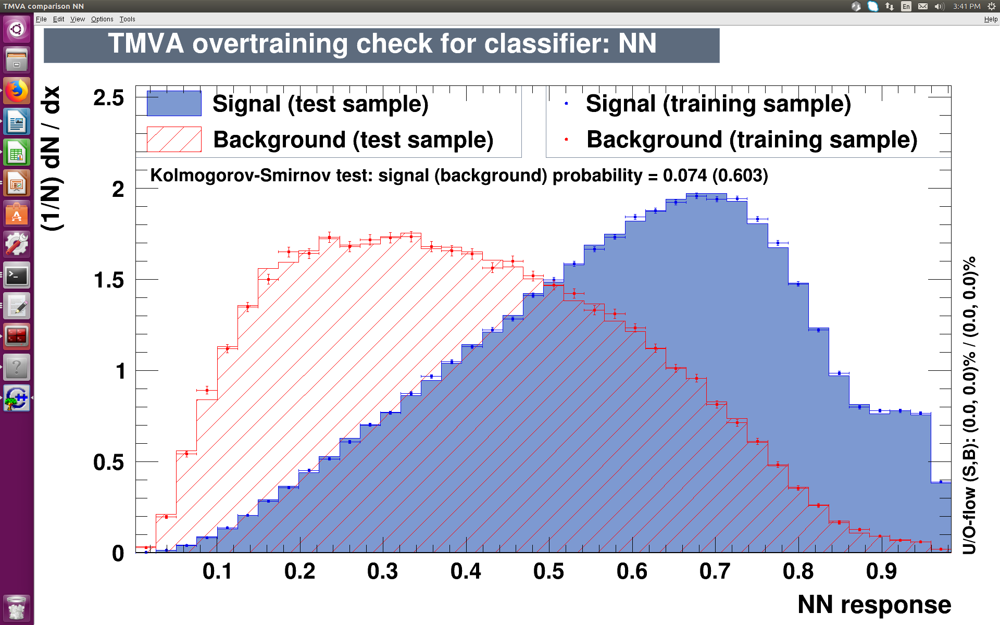 TMVA comparison NN
En
3:41 PM
File Edit View Options Tools
Help
TMVA overtraining check for classifier: NN
(1/N) dN / dx
2.5
2
1.5
1
0.5
0
Signal (test sample)
Background (test sample)
Signal (training sample)
Background (training sample)
Kolmogorov-Smirnov test: signal (background) probability = 0.074 (0.603)
U/O-flow (S,B): (0.0, 0.0)% / (0.0, 0.0)%
0.1 0.2 0.3 0.4 0.5 0.6 0.7 0.8 0.9
NN response